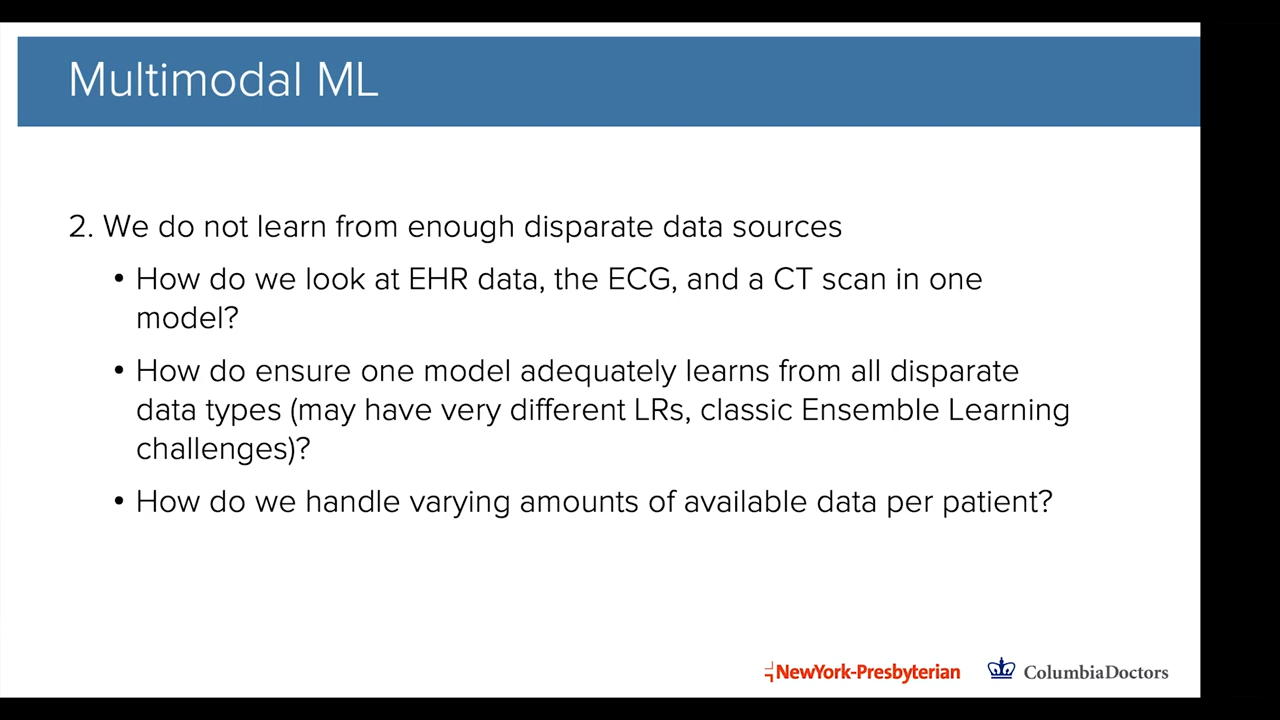 Multimodal ML
2. We do not learn from enough disparate data sources
• How do we look at EHR data, the ECG, and a CT scan in one
model?
• How do ensure one model adequately learns from all disparate
data types (may have very different LRs, classic Ensemble Learning
challenges)?
• How do we handle varying amounts of available data per patient?
NewYork-Presbyterian
ColumbiaDoctors